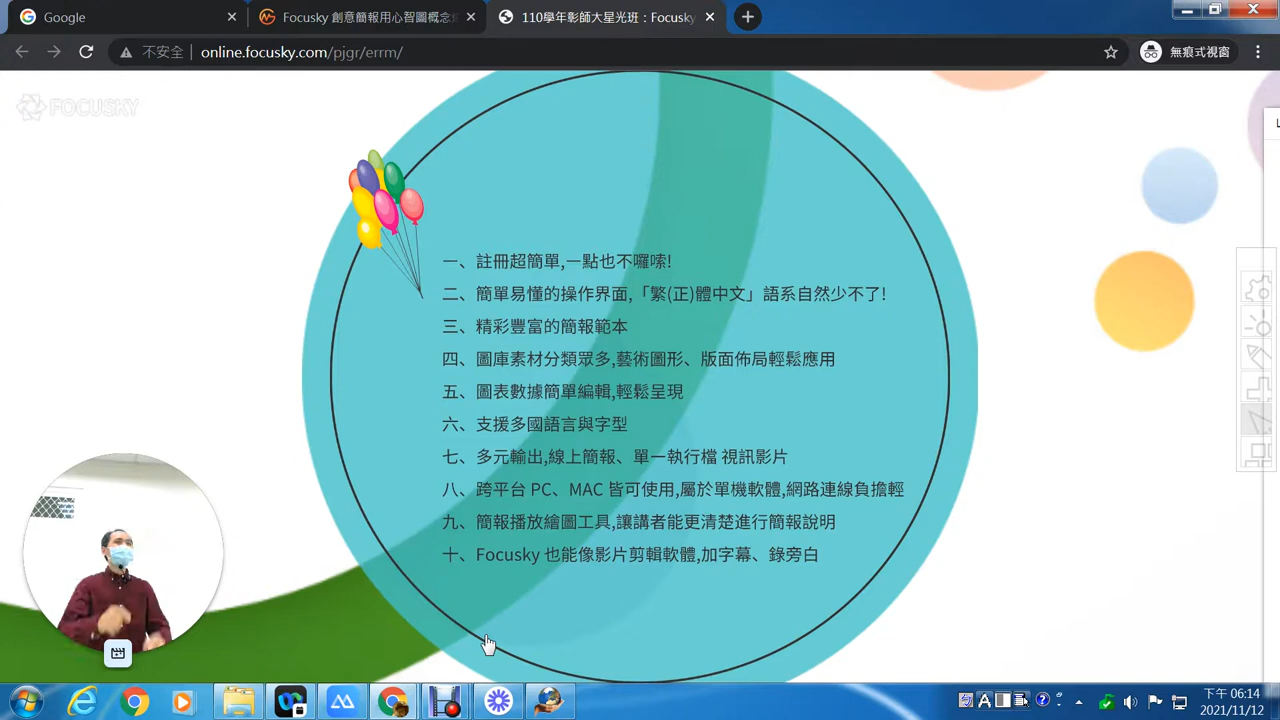 Google
Focusky 創意簡報用心智圖概念
110學年彰師大星光班：Focusky
不安全
online.focusky.com/pjgr/errm/
無痕式視窗
FOCUSKY
一、註冊超簡單,一點也不囉嗦!
二、簡單易懂的操作界面,「繁(正)體中文」語系自然少不了!
三、精彩豐富的簡報範本
四、圖庫素材分類眾多,藝術圖形、版面佈局輕鬆應用
五、圖表數據簡單編輯,輕鬆呈現
六、支援多國語言與字型
七、多元輸出,線上簡報、單一執行檔 視訊影片
八、跨平台 PC、MAC 皆可使用,屬於單機軟體,網路連線負擔輕
九、簡報播放繪圖工具,讓講者能更清楚進行簡報說明
十、Focusky 也能像影片剪輯軟體,加字幕、錄旁白
下午 06:14
2021/11/12